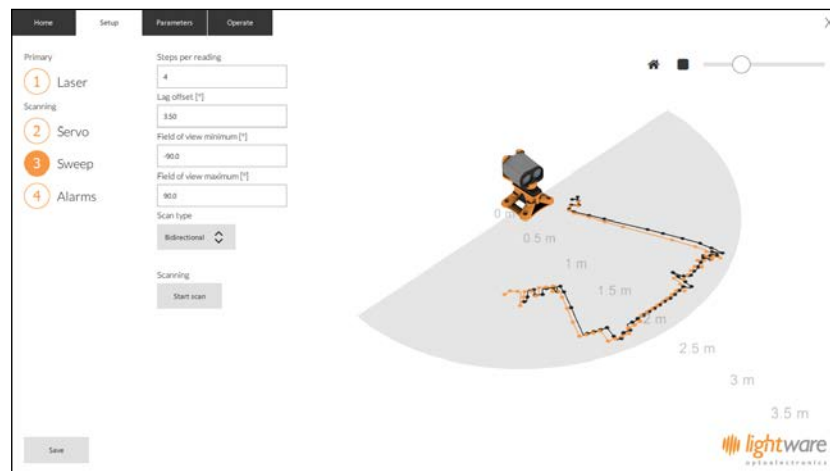 Home
Setup
Parameters
Operate
Primary
1 Laser
Scanning
2 Servo
3 Sweep
4 Alarms
Steps per reading
4
Lag offset [°]
3.50
Field of view minimum [°]
-90.0
Field of view maximum [°]
90.0
Scan type
Bidirectional
Scanning
Start scan
Save
0 m
0.5 m
1 m
1.5 m
2 m
2.5 m
3 m
3.5 m
lightware
optoelectronics